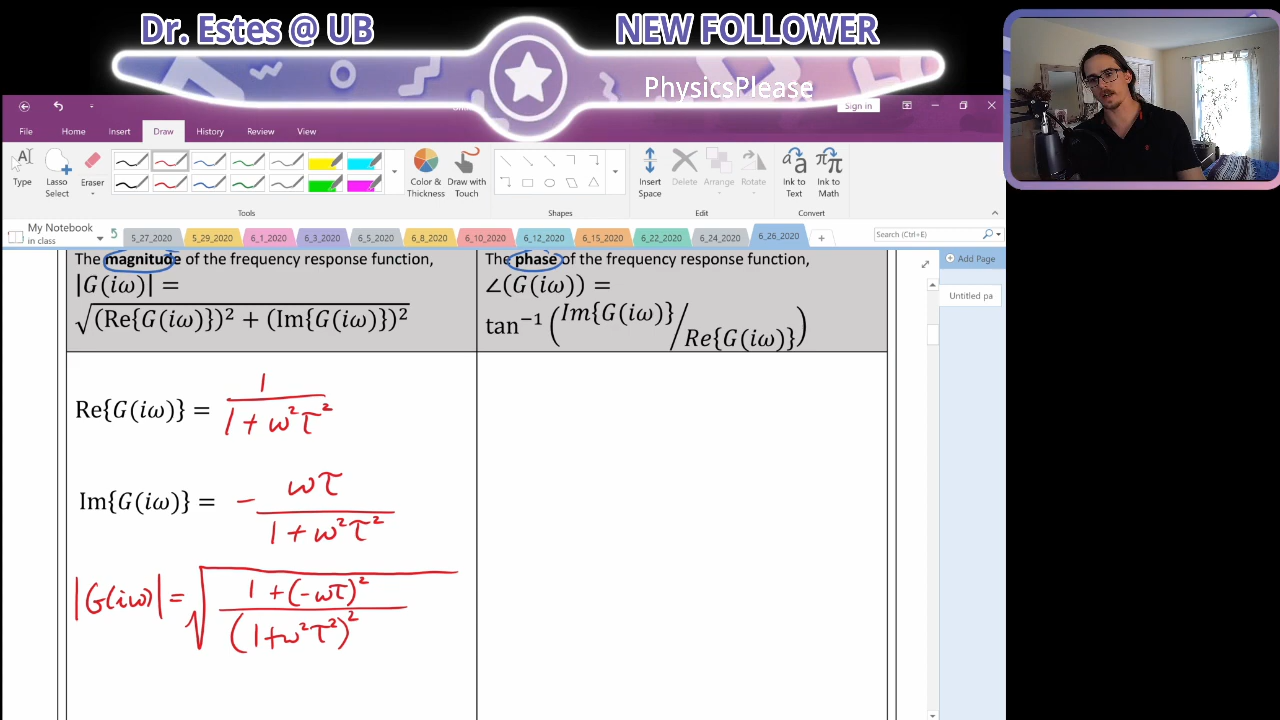 Dr. Estes @ UB
NEW FOLLOWER
PhysicsPlease
Sign in
File Home Insert Draw History Review View
Type
Lasso Select
Eraser
Color & Thickness
Draw with Touch
Insert Space
Delete
Arrange
Rotate
Ink to Text
Ink to Math
Tools
Shapes
Edit
Convert
My Notebook
in class
5
5_27_2020 5_29_2020 6_1_2020 6_3_2020 6_5_2020 6_8_2020 6_10_2020 6_12_2020 6_15_2020 6_22_2020 6_24_2020 6_26_2020
Search (Ctrl+E)
Add Page
Untitled pa
The magnitude of the frequency response function,
|G(iω)| =
√(Re{G(iω)})² + (Im{G(iω)})²
The phase of the frequency response function,
∠(G(iω)) =
tan⁻¹ (Im{G(iω)}/Re{G(iω)})
Re{G(iω)} = 1 / (1 + ω²τ²)
Im{G(iω)} = - ωτ / (1 + ω²τ²)
|G(iω)| = √(1 + (-ωτ)² / (1+ω²τ²)²)